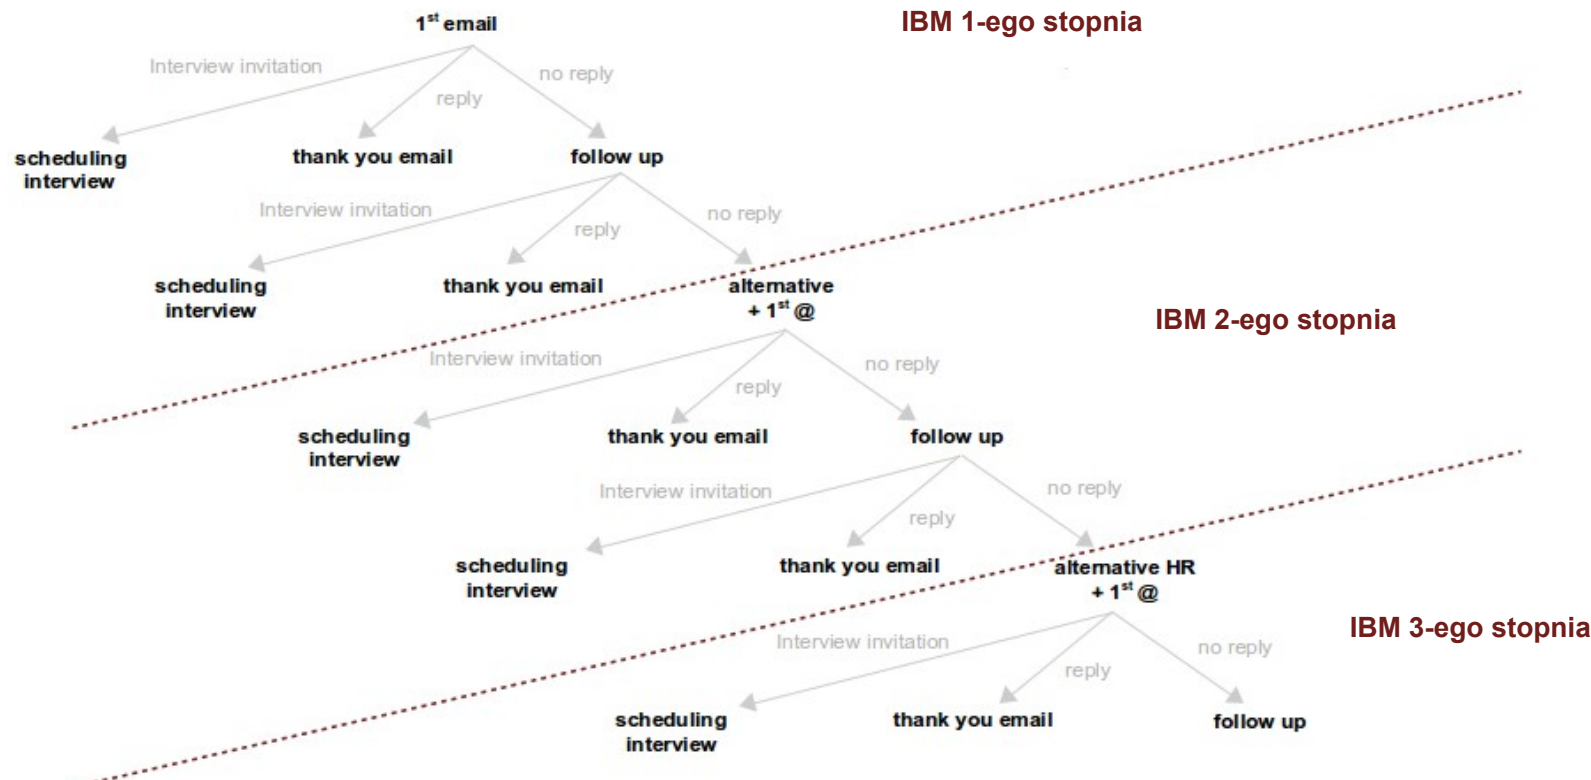 1st email
IBM 1-ego stopnia
Interview invitation
no reply
reply
scheduling
interview
thank you email
follow up
Interview invitation
no reply
reply
scheduling
interview
thank you email
alternative
+ 1st @
IBM 2-ego stopnia
Interview invitation
no reply
reply
scheduling
interview
thank you email
follow up
Interview invitation
no reply
reply
scheduling
interview
thank you email
alternative HR
+ 1st @
IBM 3-ego stopnia
Interview invitation
no reply
reply
scheduling
interview
thank you email
follow up